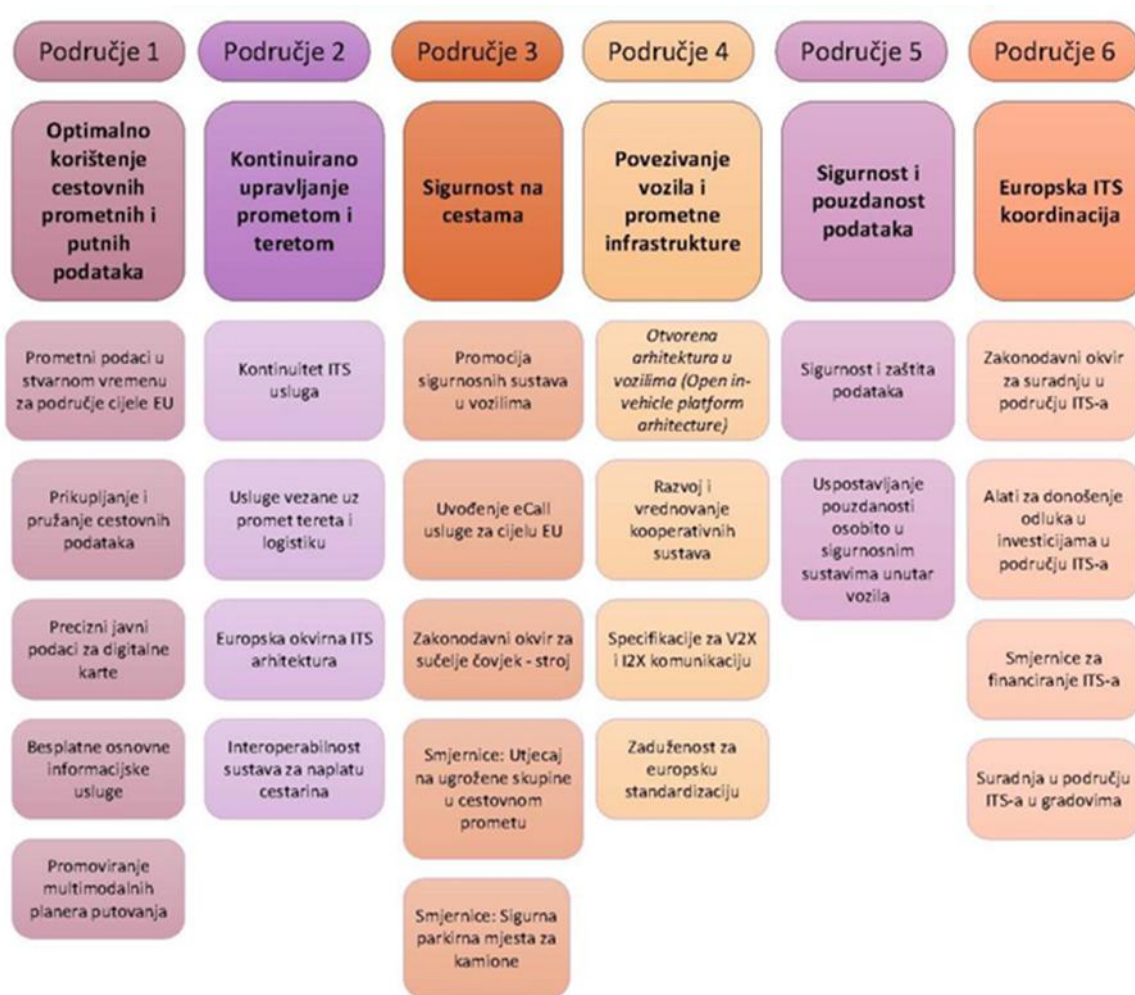 Područje 1
Područje 2
Područje 3
Područje 4
Područje 5
Područje 6
Optimalno
korištenje
cestovnih
prometnih i
putnih
podataka
Kontinuirano
upravljanje
prometom i
teretom
Sigurnost na
cestama
Povezivanje
vozila i
prometne
infrastrukture
Sigurnost i
pouzdanost
podataka
Europska ITS
koordinacija
Prometni podaci u
stvarnom vremenu
za područje cijele EU
Kontinuitet ITS
usluga
Promocija
sigurnosnih sustava
u vozilima
Otvorena
arhitektura u
vozilima (Open in-
vehicle platform
arhitecture)
Sigurnost i zaštita
podataka
Zakonodavni okvir
za suradnju u
području ITS-a
Prikupljanje i
pružanje cestovnih
podataka
Usluge vezane uz
promet tereta i
logistiku
Uvođenje eCall
usluge za cijelu EU
Razvoj i
vrednovanje
kooperativnih
sustava
Uspostavljanje
pouzdanosti
osobito u
sigurnosnim
sustavima unutar
vozila
Alati za donošenje
odluka u
investicijama u
području ITS-a
Precizni javni
podaci za digitalne
karte
Europska okvirna ITS
arhitektura
Zakonodavni okvir za
sučelje čovjek - stroj
Specifikacije za V2X
i I2X komunikaciju
Smjernice za
financiranje ITS-a
Besplatne osnovne
informacijske
usluge
Interoperabilnost
sustava za naplatu
cestarina
Smjernice: Utjecaj
na ugrožene skupine
u cestovnom
prometu
Zaduženost za
europsku
standardizaciju
Suradnja u području
ITS-a u gradovima
Promoviranje
multimodalnih
planera putovanja
Smjernice: Sigurna
parkirna mjesta za
kamione